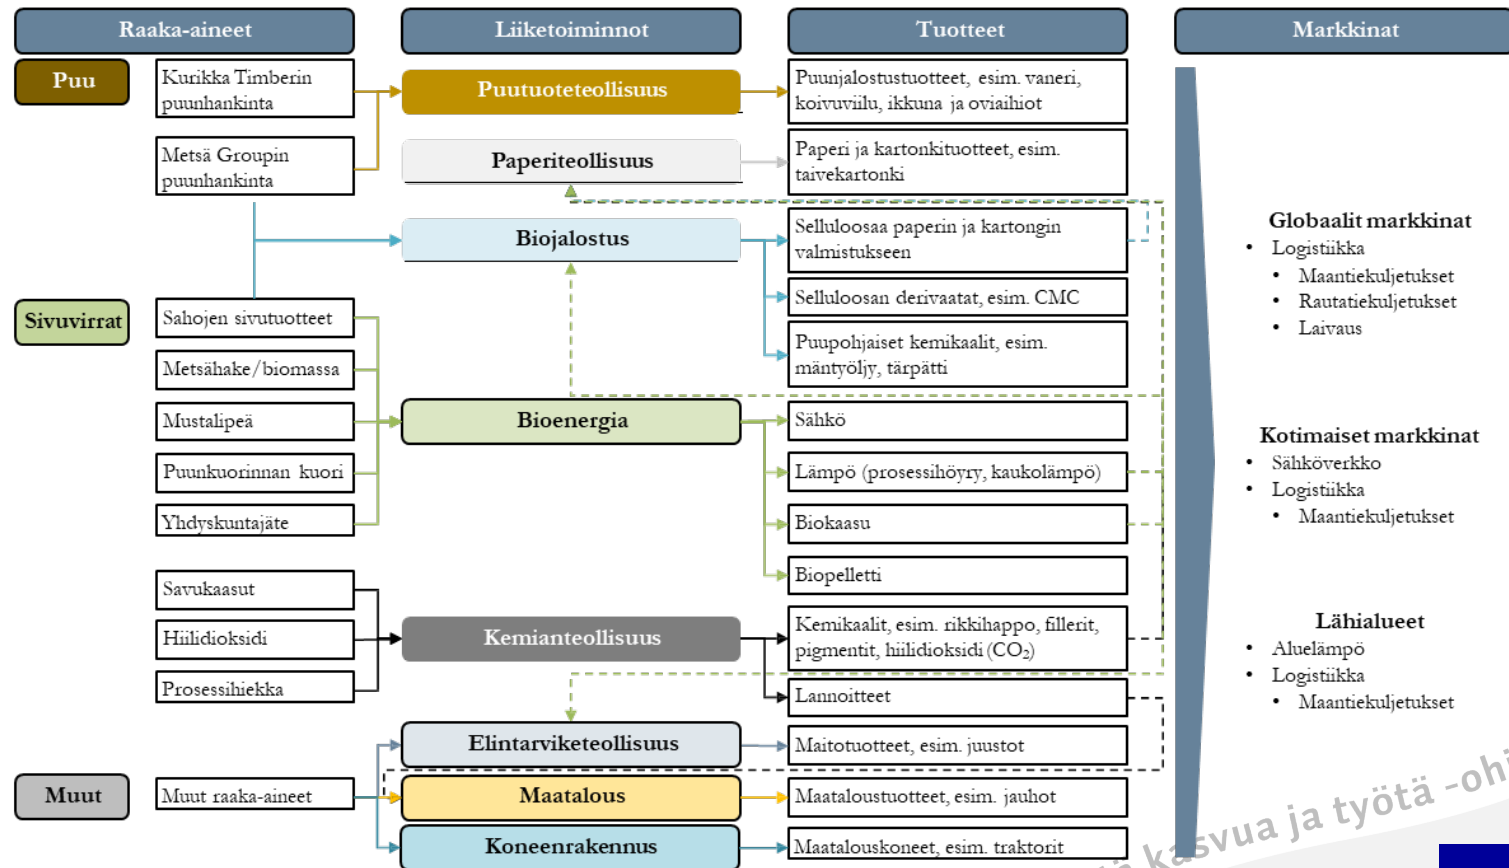 Raaka-aineet
Liiketoiminnot
Tuotteet
Markkinat
Puu
Kurikka Timberin
puunhankinta
Metsä Groupin
puunhankinta
Puutuoteteollisuus
Puunjalostustuotteet, esim. vaneri,
koivuviilu, ikkuna ja oviaihiot
Paperiteollisuus
Paperi ja kartonkituotteet, esim.
taivekartonki
Biojalostus
Selluloosaa paperin ja kartongin
valmistukseen
Selluloosan derivaatat, esim. CMC
Puupohjaiset kemikaalit, esim.
mäntyöljy, tärpätti
Sivuvirrat
Sahojen sivutuotteet
Metsähake/biomassa
Mustalipeä
Puunkuorinnan kuori
Yhdyskuntajäte
Bioenergia
Sähkö
Lämpö (prosessihöyry, kaukolämpö)
Biokaasu
Biopelletti
Savukaasut
Hiilidioksidi
Prosessihiekka
Kemianteollisuus
Kemikaalit, esim. rikkihappo, fillerit,
pigmentit, hiilidioksidi (CO₂)
Lannoitteet
Elintarviketeollisuus
Maitotuotteet, esim. juustot
Muut
Muut raaka-aineet
Maatalous
Maataloustuotteet, esim. jauhot
Koneenrakennus
Maatalouskoneet, esim. traktorit
Globaalit markkinat
• Logistiikka
• Maantiekuljetukset
• Rautatiekuljetukset
• Laivaus
Kotimaiset markkinat
• Sähköverkko
• Logistiikka
• Maantiekuljetukset
Lähialueet
• Aluelämpö
• Logistiikka
• Maantiekuljetukset
kasvua ja työtä